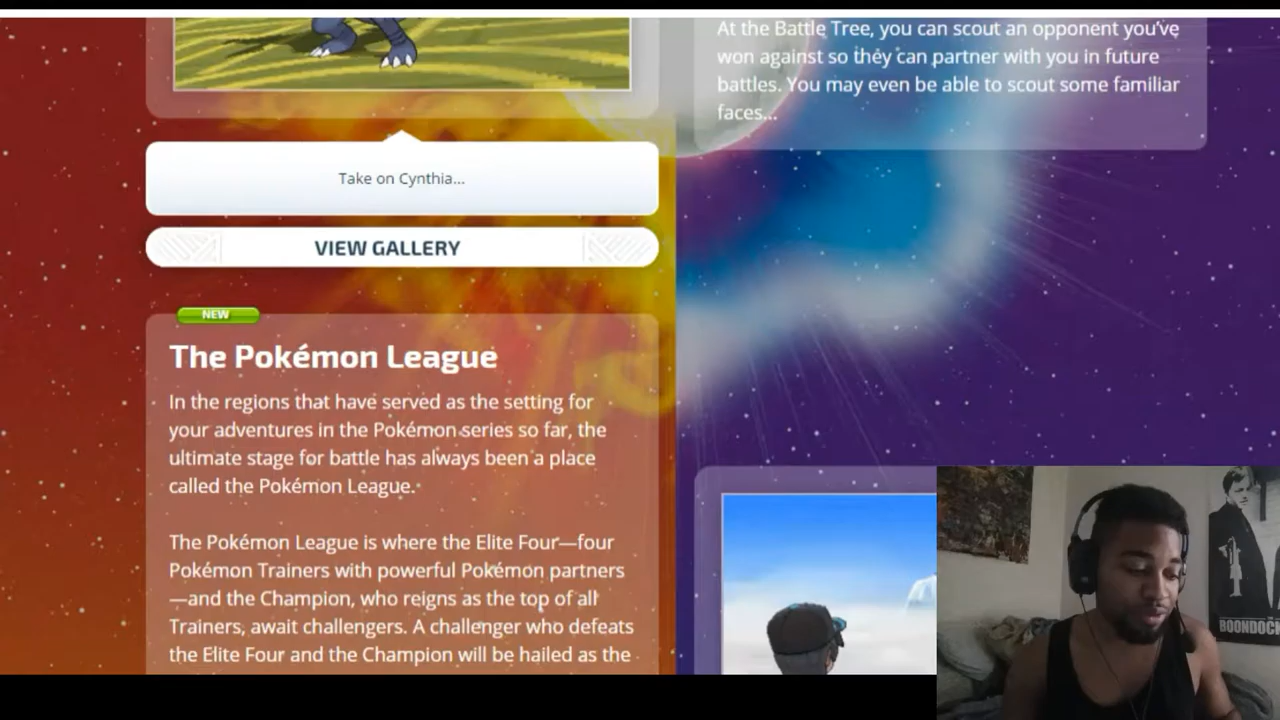 At the Battle Tree, you can scout an opponent you've
won against so they can partner with you in future
battles. You may even be able to scout some familiar
faces...
Take on Cynthia...
VIEW GALLERY
NEW
The Pokémon League
In the regions that have served as the setting for
your adventures in the Pokémon series so far, the
ultimate stage for battle has always been a place
called the Pokémon League.
The Pokémon League is where the Elite Four—four
Pokémon Trainers with powerful Pokémon partners
—and the Champion, who reigns as the top of all
Trainers, await challengers. A challenger who defeats
the Elite Four and the Champion will be hailed as the
BOONDOCK